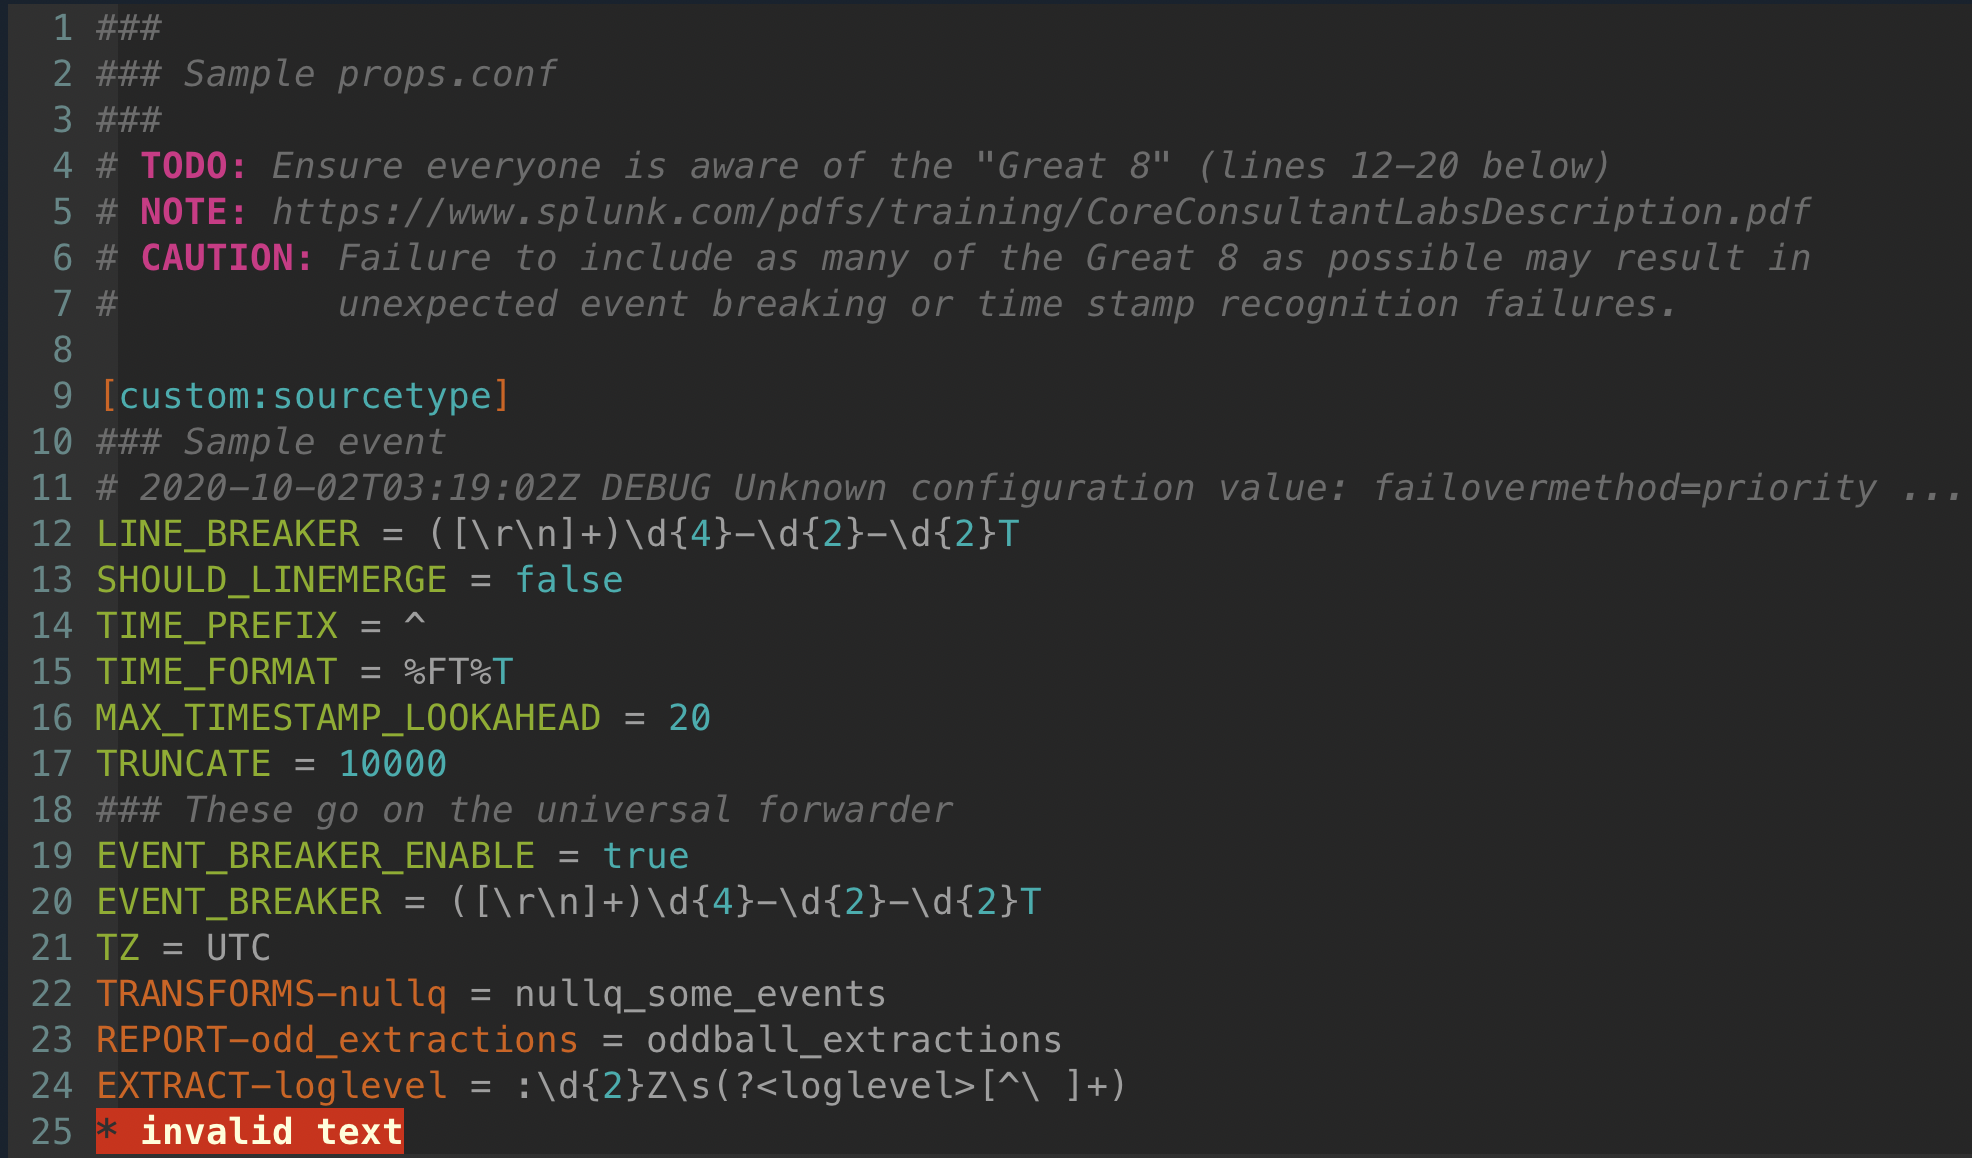 1 ###
2 ### Sample props.conf
3 ###
4 # TODO: Ensure everyone is aware of the "Great 8" (lines 12-20 below)
5 # NOTE: https://www.splunk.com/pdfs/training/CoreConsultantLabsDescription.pdf
6 # CAUTION: Failure to include as many of the Great 8 as possible may result in
7 #          unexpected event breaking or time stamp recognition failures.
8
9 [custom:sourcetype]
10 ### Sample event
11 # 2020-10-02T03:19:02Z DEBUG Unknown configuration value: failovermethod=priority ...
12 LINE_BREAKER = ([\r\n]+)\d{4}-\d{2}-\d{2}T
13 SHOULD_LINEMERGE = false
14 TIME_PREFIX = ^
15 TIME_FORMAT = %FT%T
16 MAX_TIMESTAMP_LOOKAHEAD = 20
17 TRUNCATE = 10000
18 ### These go on the universal forwarder
19 EVENT_BREAKER_ENABLE = true
20 EVENT_BREAKER = ([\r\n]+)\d{4}-\d{2}-\d{2}T
21 TZ = UTC
22 TRANSFORMS-nullq = nullq_some_events
23 REPORT-odd_extractions = oddball_extractions
24 EXTRACT-loglevel = :\d{2}Z\s(?<loglevel>[^\ ]+)
25 * invalid text